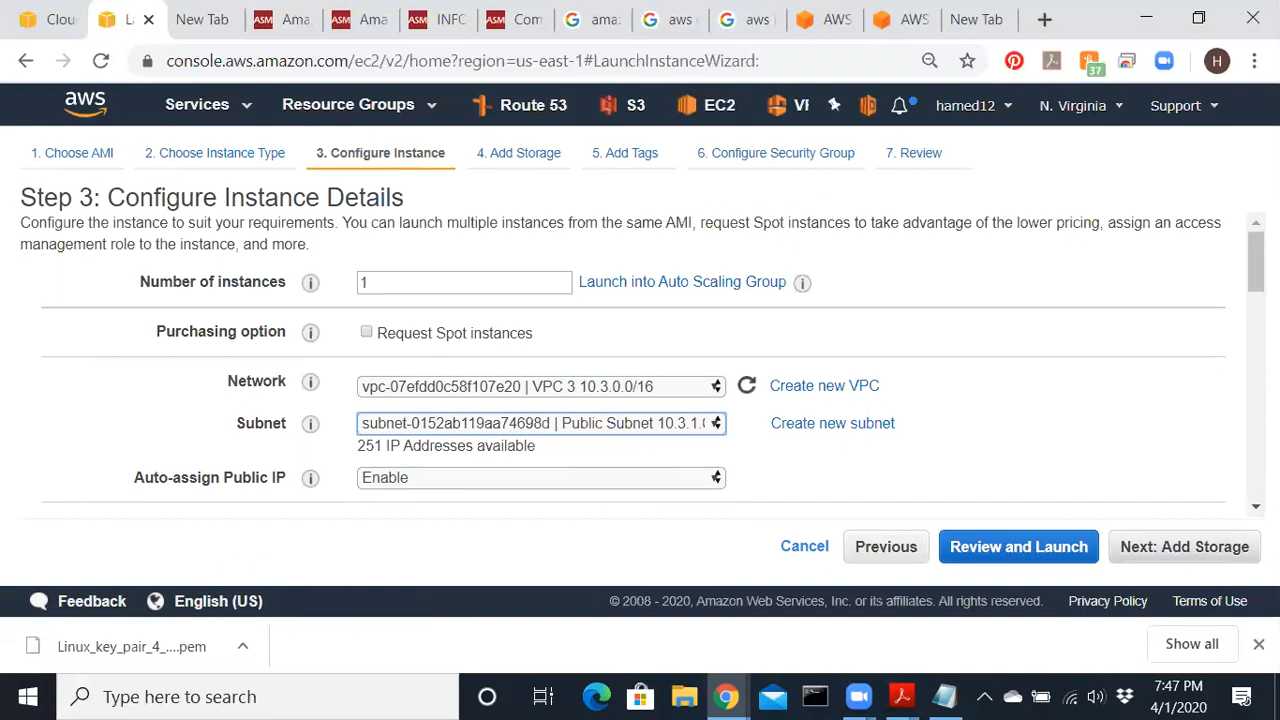 Clou
La
New Tab
ASM Ama
ASM Ama
ASM INFC
ASM Com
amaz
aws
aws i
AWS
AWS
New Tab
console.aws.amazon.com/ec2/v2/home?region=us-east-1#LaunchInstanceWizard:
37
H
aws Services Resource Groups Route 53 S3 EC2 hamed12 N. Virginia Support
1. Choose AMI 2. Choose Instance Type 3. Configure Instance 4. Add Storage 5. Add Tags 6. Configure Security Group 7. Review
Step 3: Configure Instance Details
Configure the instance to suit your requirements. You can launch multiple instances from the same AMI, request Spot instances to take advantage of the lower pricing, assign an access
management role to the instance, and more.
Number of instances i 1 Launch into Auto Scaling Group i
Purchasing option i Request Spot instances
Network i vpc-07efdd0c58f107e20 | VPC 3 10.3.0.0/16 Create new VPC
Subnet i subnet-0152ab119aa74698d | Public Subnet 10.3.1.0 Create new subnet
251 IP Addresses available
Auto-assign Public IP i Enable
Cancel Previous Review and Launch Next: Add Storage
Feedback English (US) © 2008 - 2020, Amazon Web Services, Inc. or its affiliates. All rights reserved. Privacy Policy Terms of Use
Linux_key_pair_4_....pem Show all
Type here to search
7:47 PM
4/1/2020